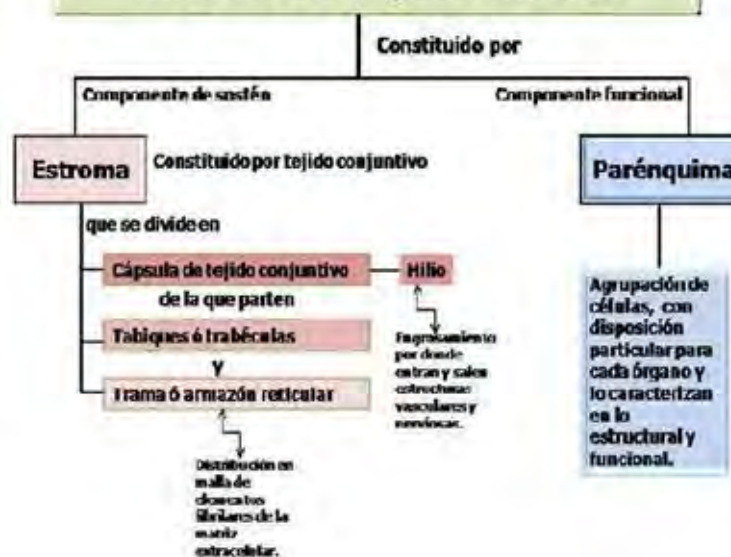 Constituido por
Componente de sostén
Componente funcional
Estroma
Constituido por tejido conjuntivo
Parénquima
que se divide en
Cápsula de tejido conjuntivo
Hilio
de la que parten
Tabiques ó trabéculas
y
Trama ó armazón reticular
Engrosamiento
por donde
entran y salen
estructuras
vasculares y
nerviosas.
Agrupación de
células, con
disposición
particular para
cada órgano y
lo caracterizan
en lo
estructural y
funcional.
Distribución en
malla de
elementos
fibrilares de la
matriz
extracelular.